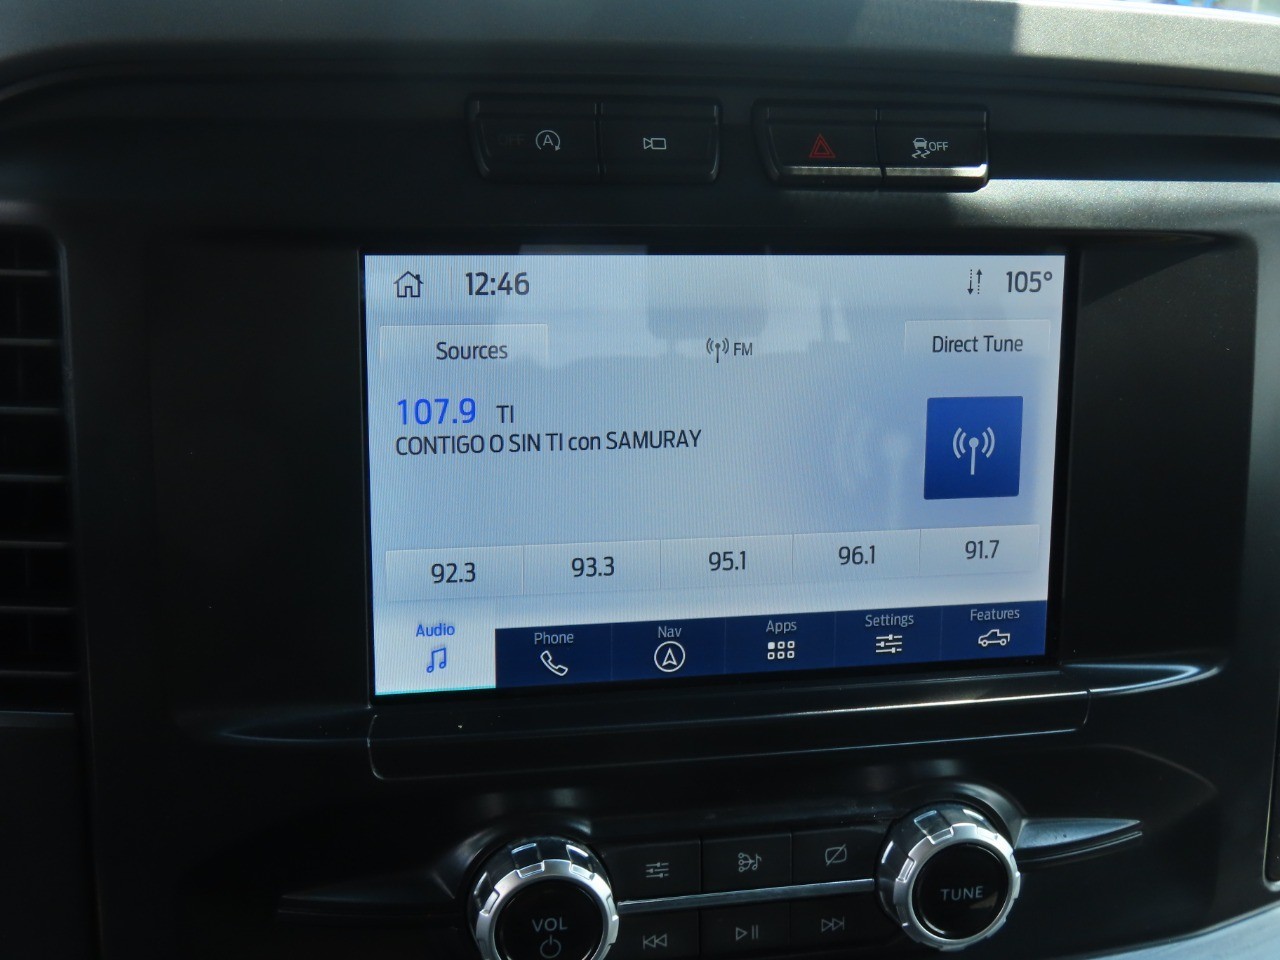 OFF A
OFF
12:46 105°
Sources FM Direct Tune
107.9 TI
CONTIGO O SIN TI con SAMURAY
92.3 93.3 95.1 96.1 91.7
Audio Phone Nav Apps Settings Features
VOL
TUNE